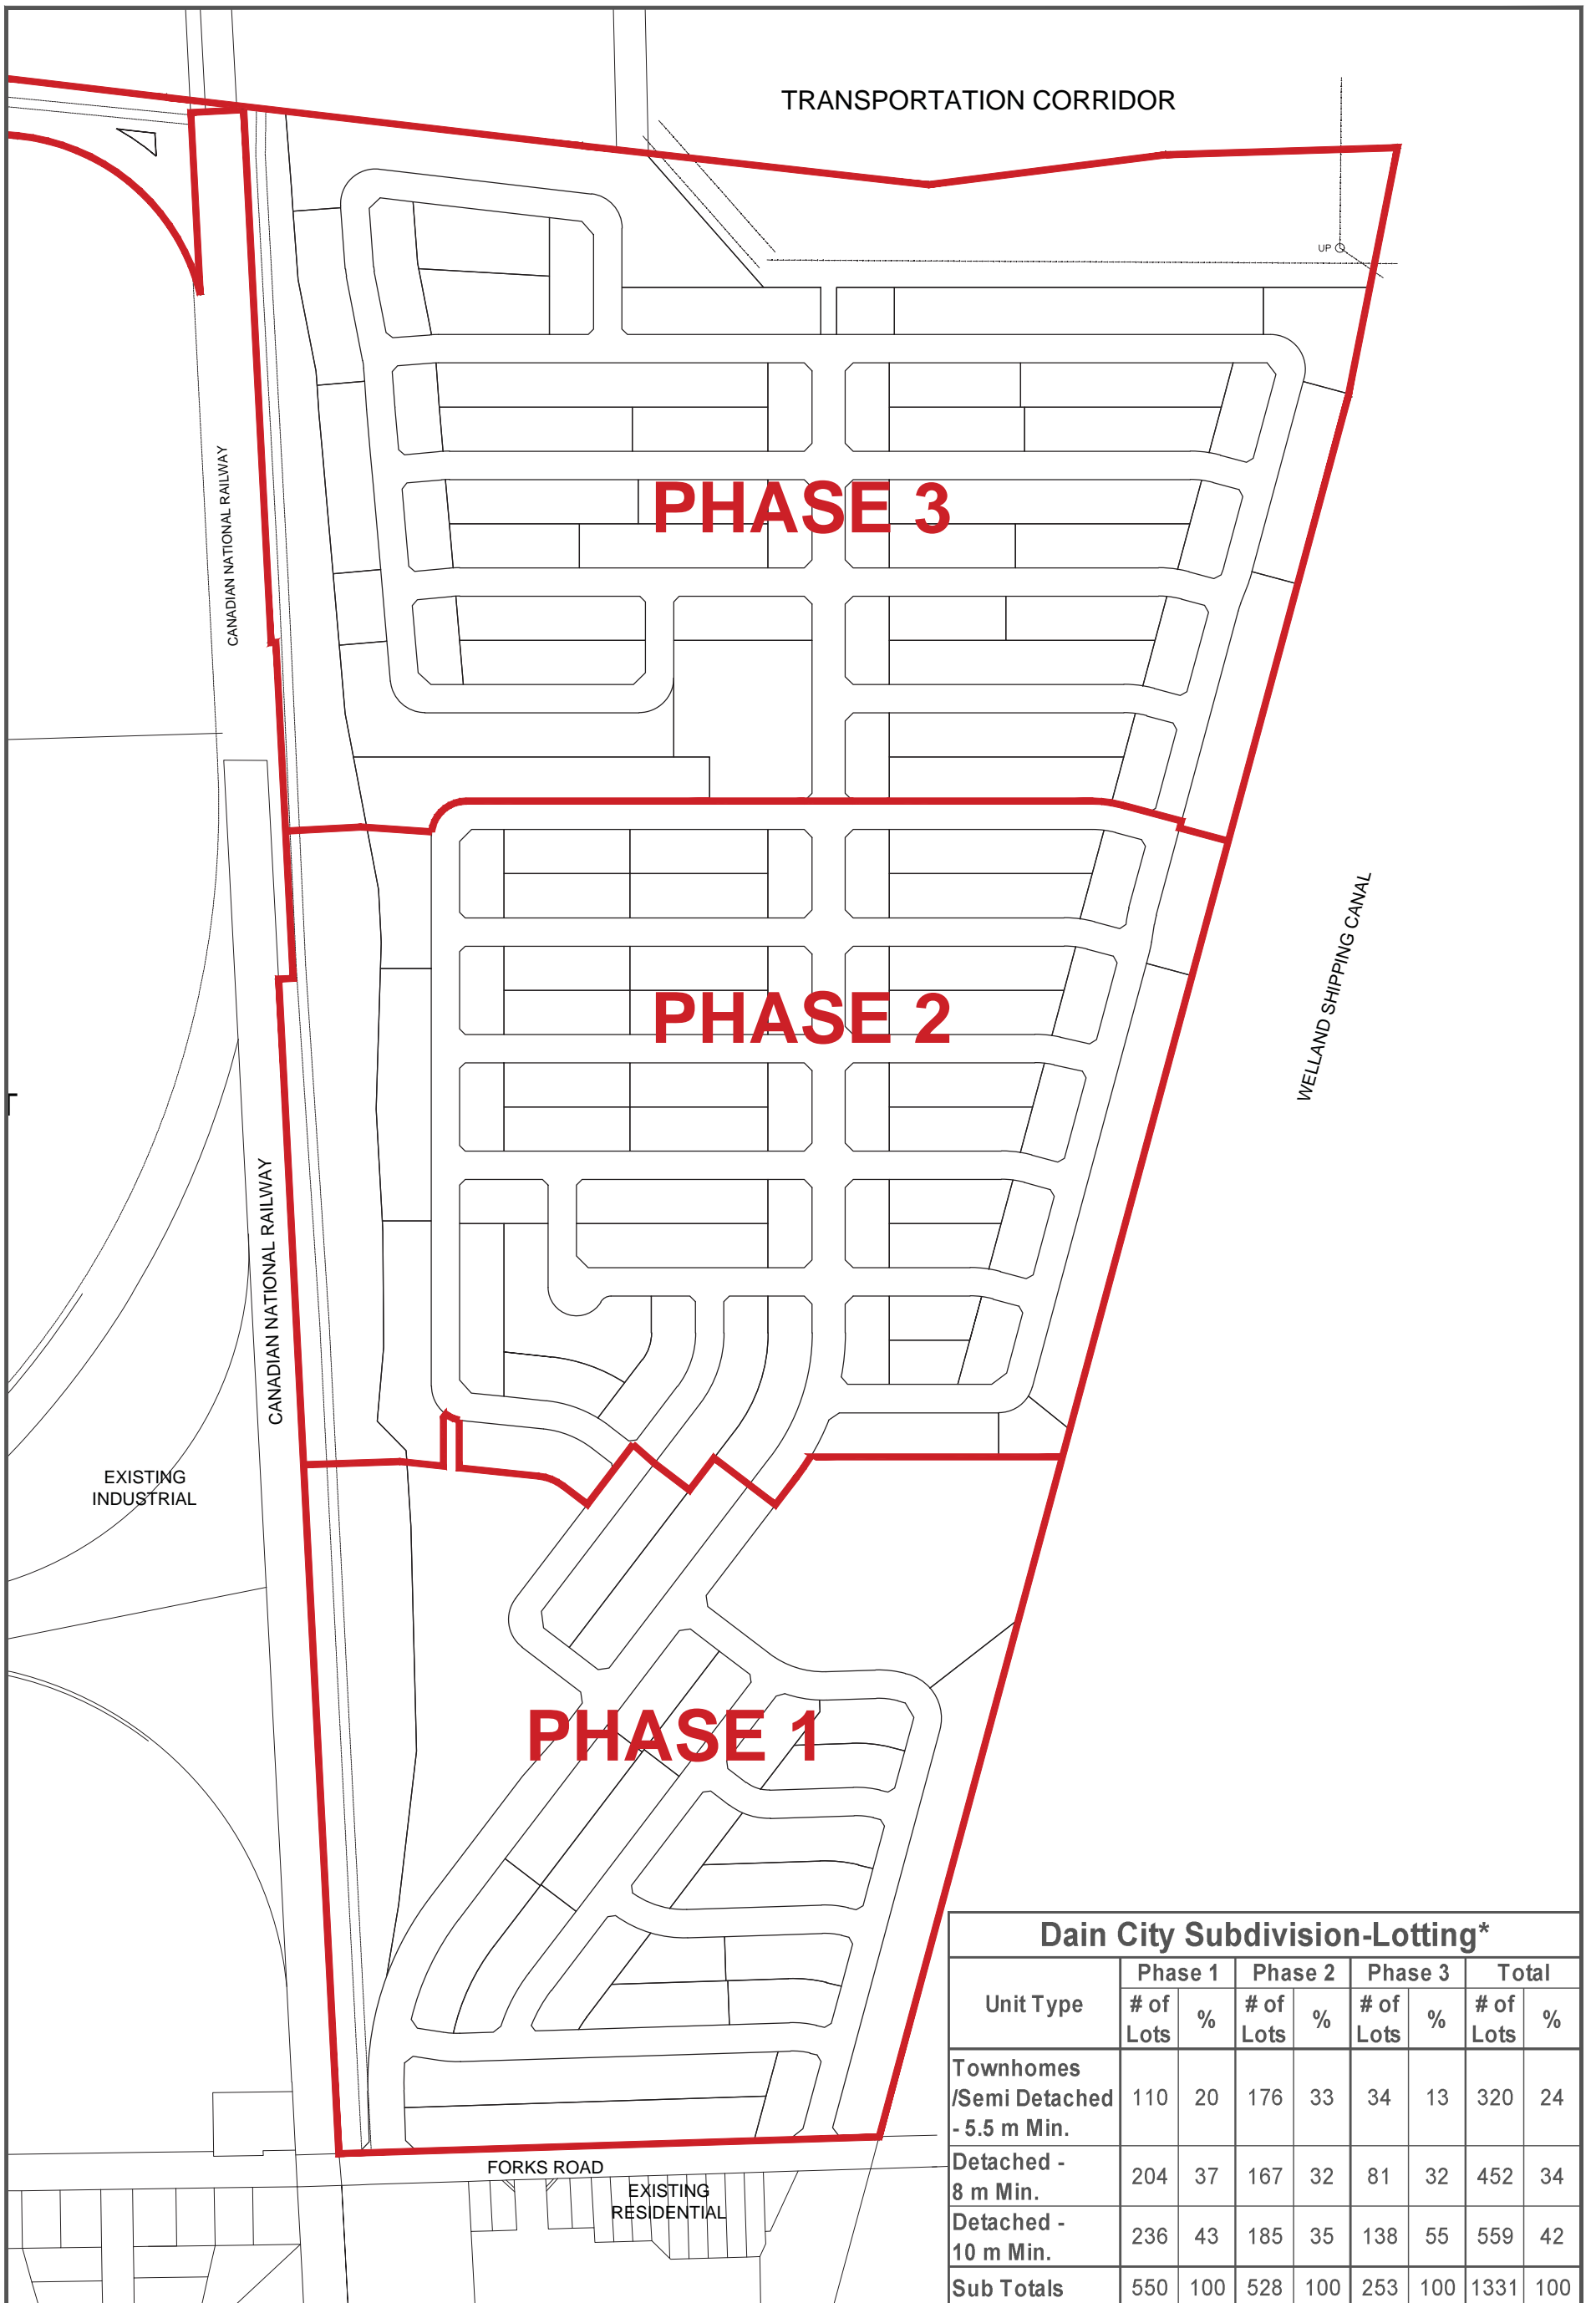 TRANSPORTATION CORRIDOR
UP
CANADIAN NATIONAL RAILWAY
PHASE 3
WELLAND SHIPPING CANAL
PHASE 2
T
CANADIAN NATIONAL RAILWAY
EXISTING
INDUSTRIAL
PHASE 1
FORKS ROAD
EXISTING
RESIDENTIAL
Dain City Subdivision-Lotting*
Unit Type Phase 1 Phase 2 Phase 3 Total
# of Lots % # of Lots % # of Lots % # of Lots %
Townhomes
/Semi Detached 110 20 176 33 34 13 320 24
- 5.5 m Min.
Detached -
8 m Min. 204 37 167 32 81 32 452 34
Detached -
10 m Min. 236 43 185 35 138 55 559 42
Sub Totals 550 100 528 100 253 100 1331 100